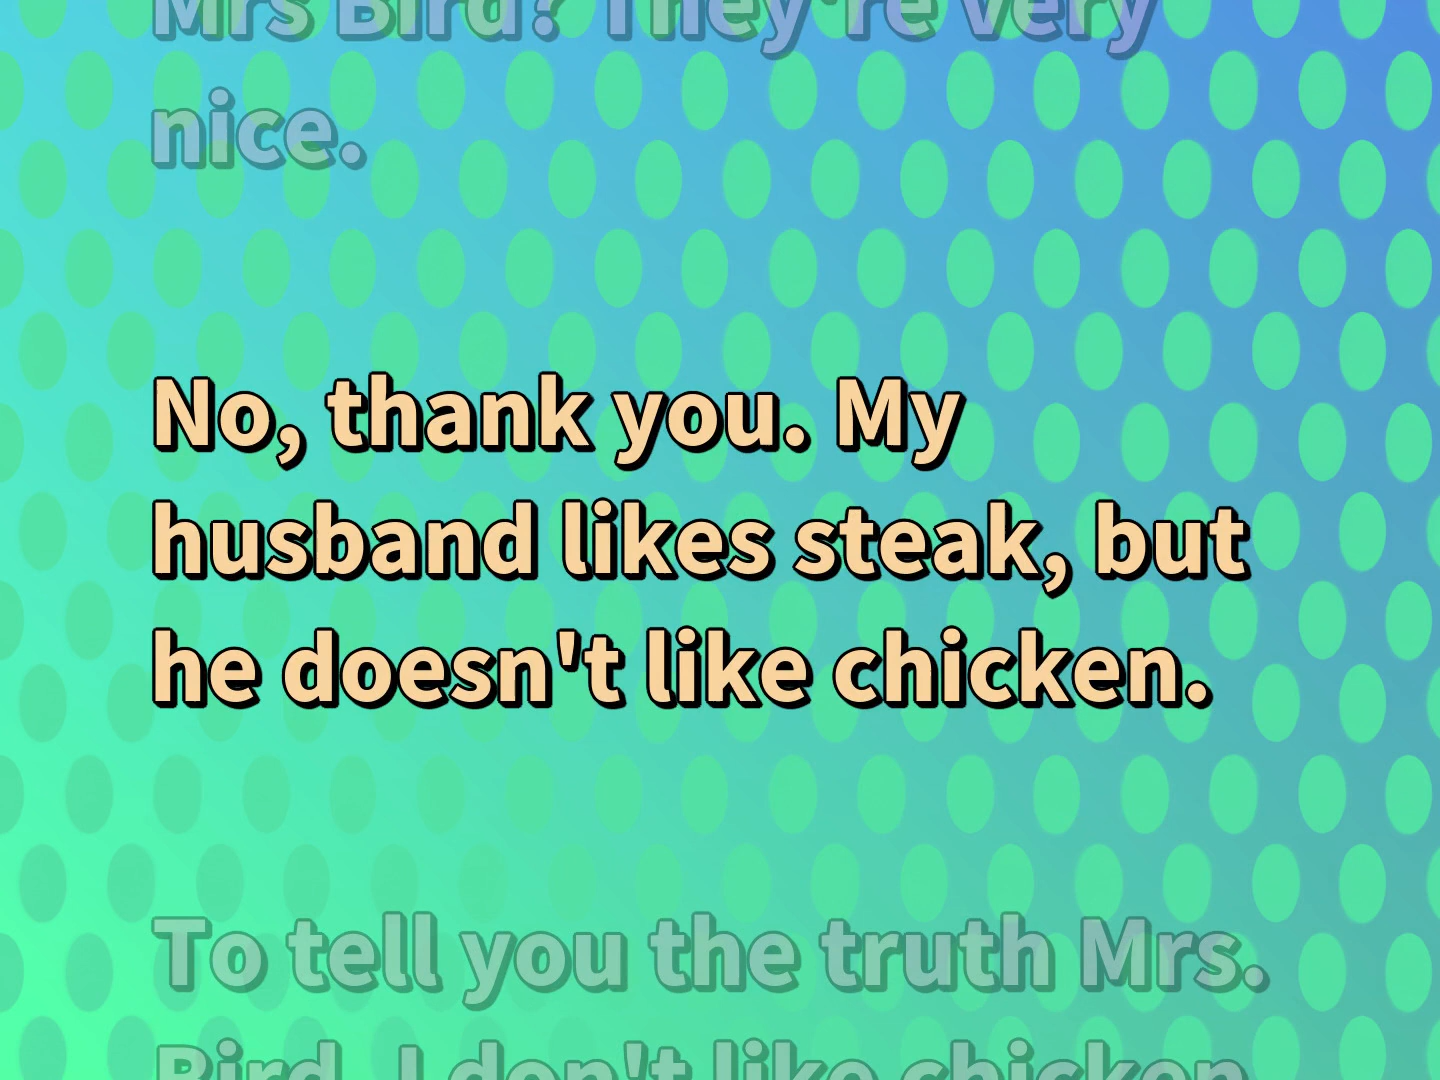 Mrs Bird? They're very
nice.
No, thank you. My
husband likes steak, but
he doesn't like chicken.
To tell you the truth Mrs.
Bird, I don't like chicken